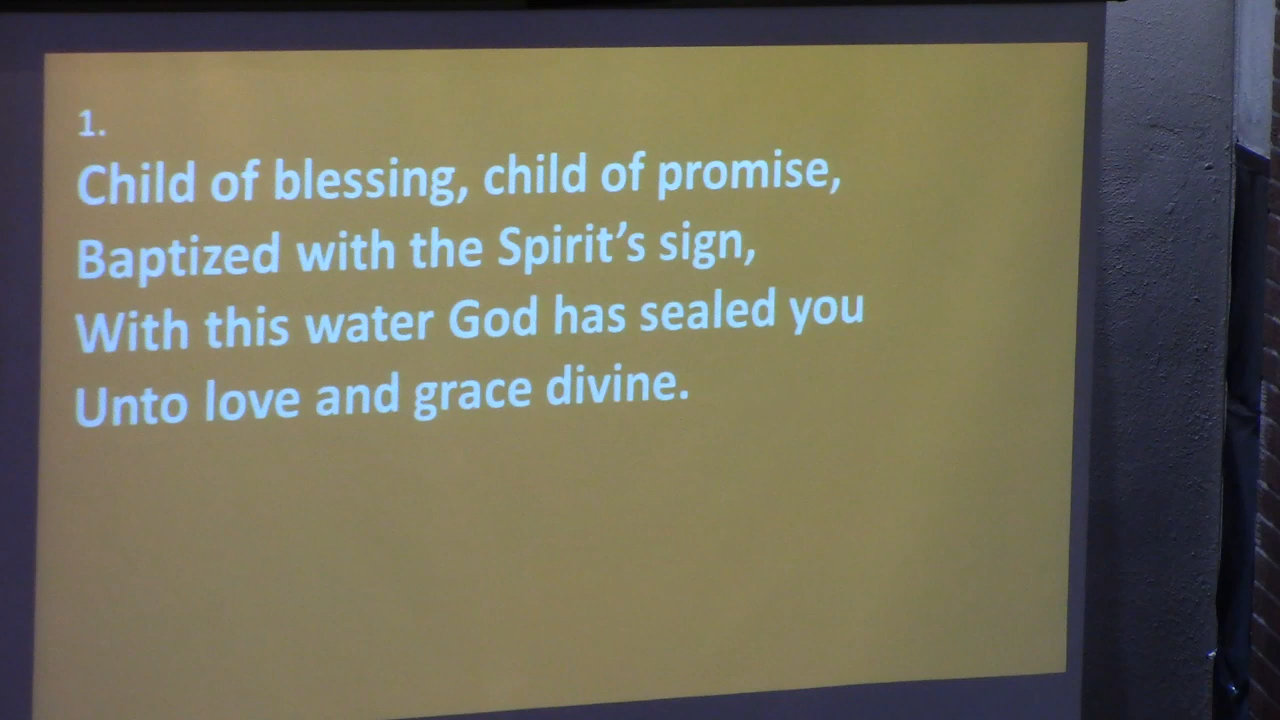 1.
Child of blessing, child of promise,
Baptized with the Spirit’s sign,
With this water God has sealed you
Unto love and grace divine.